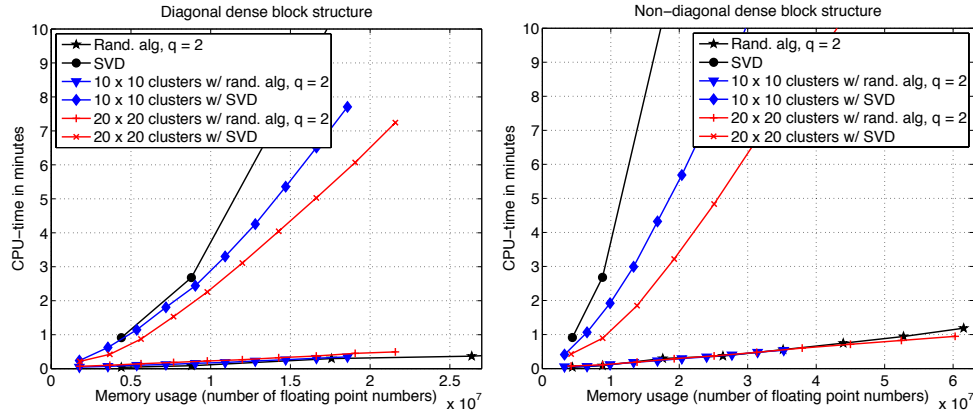 Diagonal dense block structure
10
9
8
7
6
5
4
3
2
1
0
CPU-time in minutes
Rand. alg, q = 2
SVD
10 x 10 clusters w/ rand. alg, q = 2
10 x 10 clusters w/ SVD
20 x 20 clusters w/ rand. alg, q = 2
20 x 20 clusters w/ SVD
0 0.5 1 1.5 2 2.5
Memory usage (number of floating point numbers)
x 10^7
Non-diagonal dense block structure
10
9
8
7
6
5
4
3
2
1
0
CPU-time in minutes
Rand. alg, q = 2
SVD
10 x 10 clusters w/ rand. alg, q = 2
10 x 10 clusters w/ SVD
20 x 20 clusters w/ rand. alg, q = 2
20 x 20 clusters w/ SVD
0 1 2 3 4 5 6
Memory usage (number of floating point numbers)
x 10^7